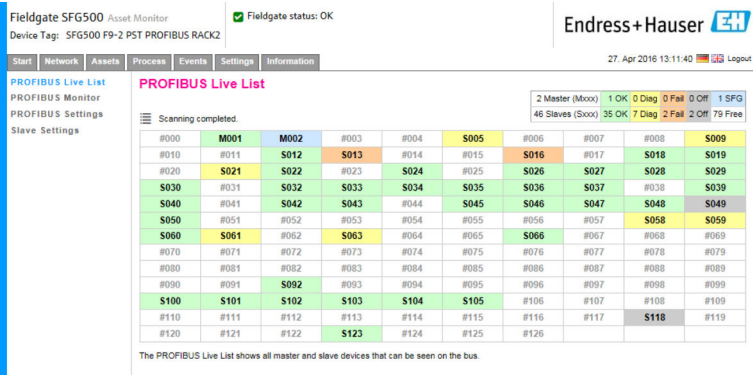 Fieldgate SFG500 Asset Monitor
Fieldgate status: OK
Device Tag: SFG500 F9-2 PST PROFIBUS RACK2
Endress+Hauser EH
Start Network Assets Process Events Settings Information
27. Apr 2016 13:11:40 Logout
PROFIBUS Live List
PROFIBUS Monitor
PROFIBUS Settings
Slave Settings
PROFIBUS Live List
2 Master (Mxxx) 1 OK 0 Diag 0 Fail 0 Off 1 SFG
46 Slaves (Sxxx) 35 OK 7 Diag 2 Fail 2 Off 79 Free
Scanning completed.
#000 M001 M002 #003 #004 S005 #006 #007 #008 S009
#010 #011 S012 S013 #014 #015 S016 #017 S018 S019
#020 S021 S022 #023 S024 #025 S026 S027 S028 S029
S030 #031 S032 S033 S034 S035 S036 S037 #038 S039
S040 #041 S042 S043 #044 S045 S046 S047 S048 S049
S050 #051 #052 #053 #054 #055 #056 #057 S058 S059
S060 S061 #062 S063 #064 #065 S066 #067 #068 #069
#070 #071 #072 #073 #074 #075 #076 #077 #078 #079
#080 #081 #082 #083 #084 #085 #086 #087 #088 #089
#090 #091 S092 #093 #094 #095 #096 #097 #098 #099
S100 S101 S102 S103 S104 S105 #106 #107 #108 #109
#110 #111 #112 #113 #114 #115 #116 #117 S118 #119
#120 #121 #122 S123 #124 #125 #126
The PROFIBUS Live List shows all master and slave devices that can be seen on the bus.